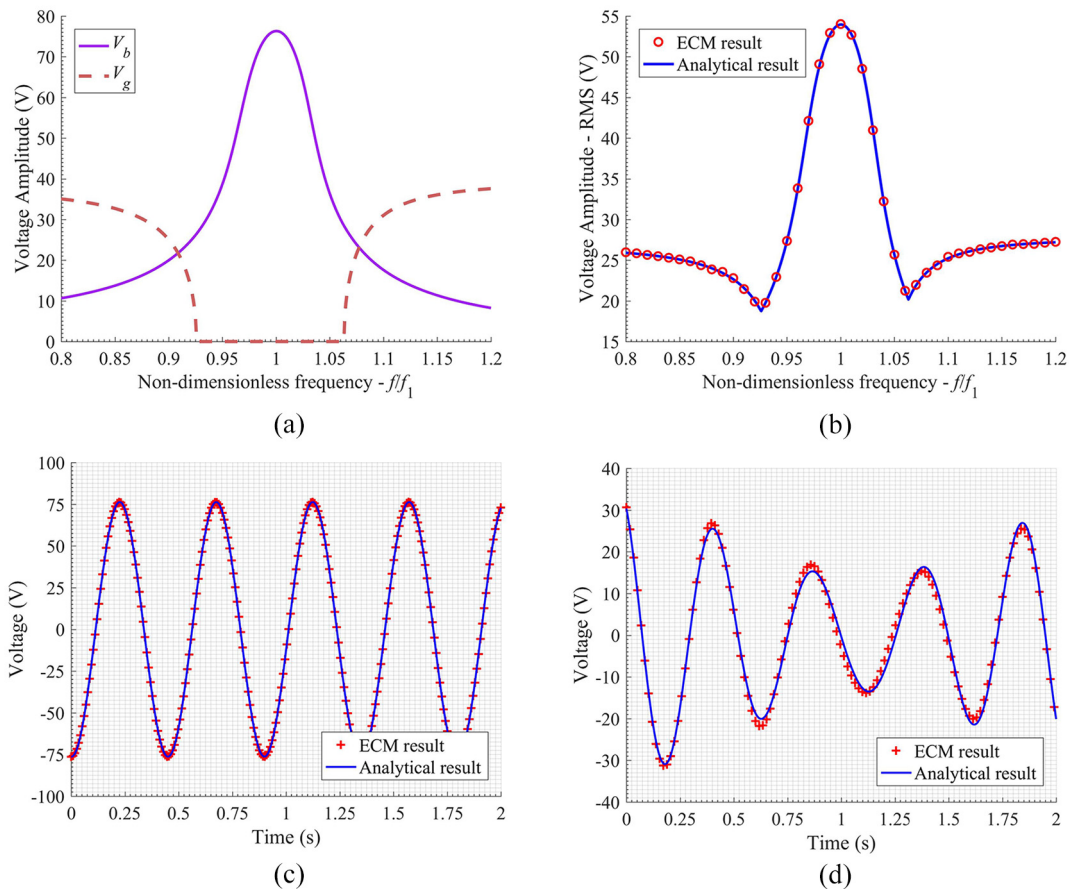 80
70
60
50
40
30
20
10
0
Voltage Amplitude (V)
V_b
V_g
0.8 0.85 0.9 0.95 1 1.05 1.1 1.15 1.2
Non-dimensionless frequency - f/f_1
(a)
55
50
45
40
35
30
25
20
15
Voltage Amplitude - RMS (V)
ECM result
Analytical result
0.8 0.85 0.9 0.95 1 1.05 1.1 1.15 1.2
Non-dimensionless frequency - f/f_1
(b)
100
75
50
25
0
-25
-50
-75
-100
Voltage (V)
ECM result
Analytical result
0 0.25 0.5 0.75 1 1.25 1.5 1.75 2
Time (s)
(c)
40
30
20
10
0
-10
-20
-30
-40
Voltage (V)
ECM result
Analytical result
0 0.25 0.5 0.75 1 1.25 1.5 1.75 2
Time (s)
(d)